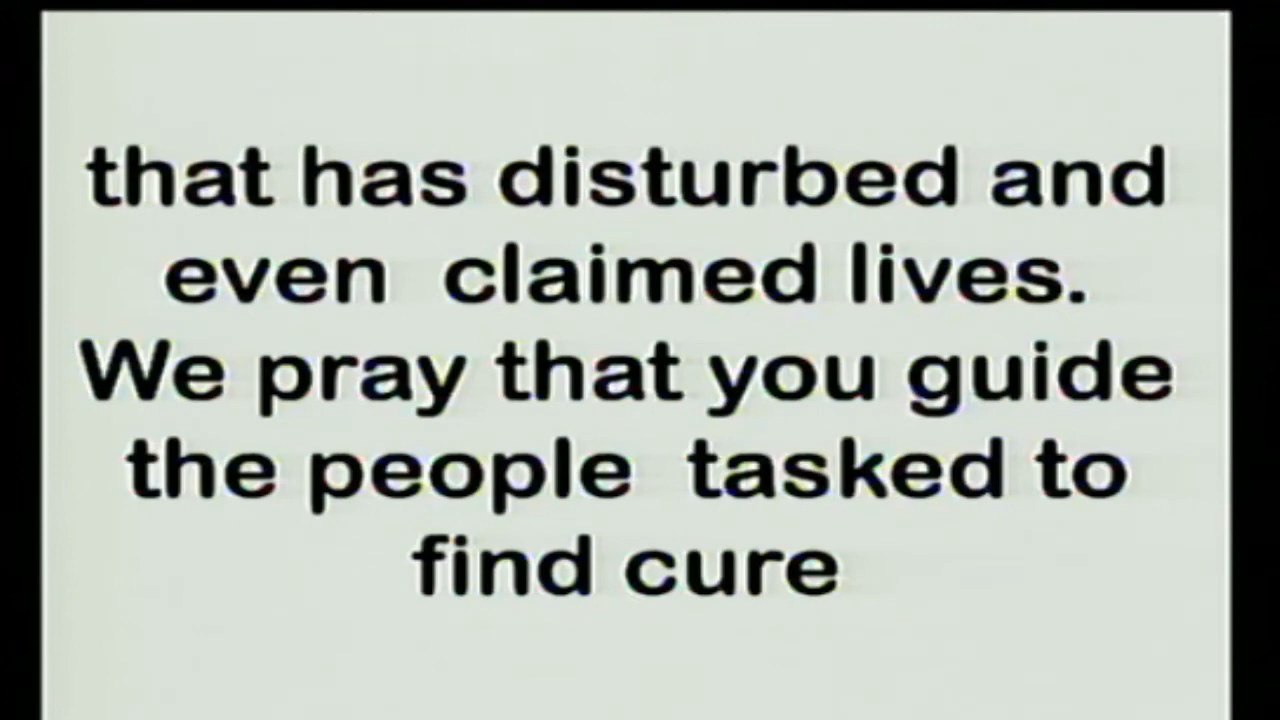 that has disturbed and
even claimed lives.
We pray that you guide
the people tasked to
find cure